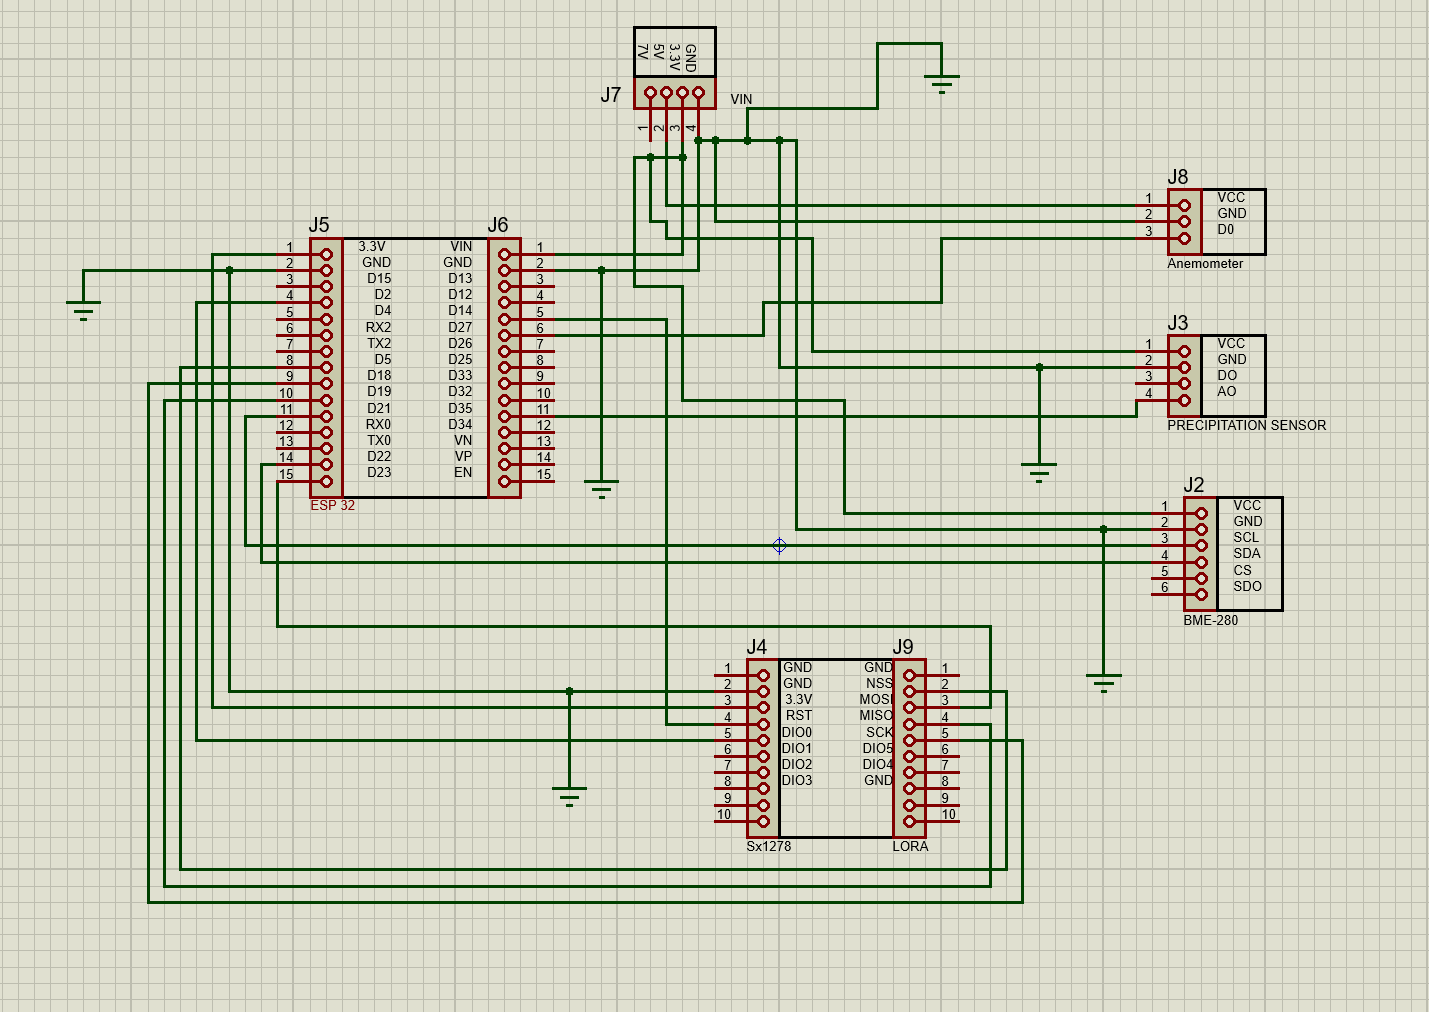 7V
5V
3.3V
GND
J7
1
2
3
4
VIN
J8
1
2
3
VCC
GND
D0
Anemometer
J5
J6
1
2
3
4
5
6
7
8
9
10
11
12
13
14
15
3.3V
GND
D15
D2
D4
RX2
TX2
D5
D18
D19
D21
RX0
TX0
D22
D23
VIN
GND
D13
D12
D14
D27
D26
D25
D33
D32
D35
D34
VN
VP
EN
1
2
3
4
5
6
7
8
9
10
11
12
13
14
15
ESP 32
J3
1
2
3
4
VCC
GND
DO
AO
PRECIPITATION SENSOR
J2
1
2
3
4
5
6
VCC
GND
SCL
SDA
CS
SDO
BME-280
J4
J9
1
2
3
4
5
6
7
8
9
10
GND
GND
3.3V
RST
DIO0
DIO1
DIO2
DIO3
GND
NSS
MOSI
MISO
SCK
DIO5
DIO4
GND
1
2
3
4
5
6
7
8
9
10
Sx1278
LORA